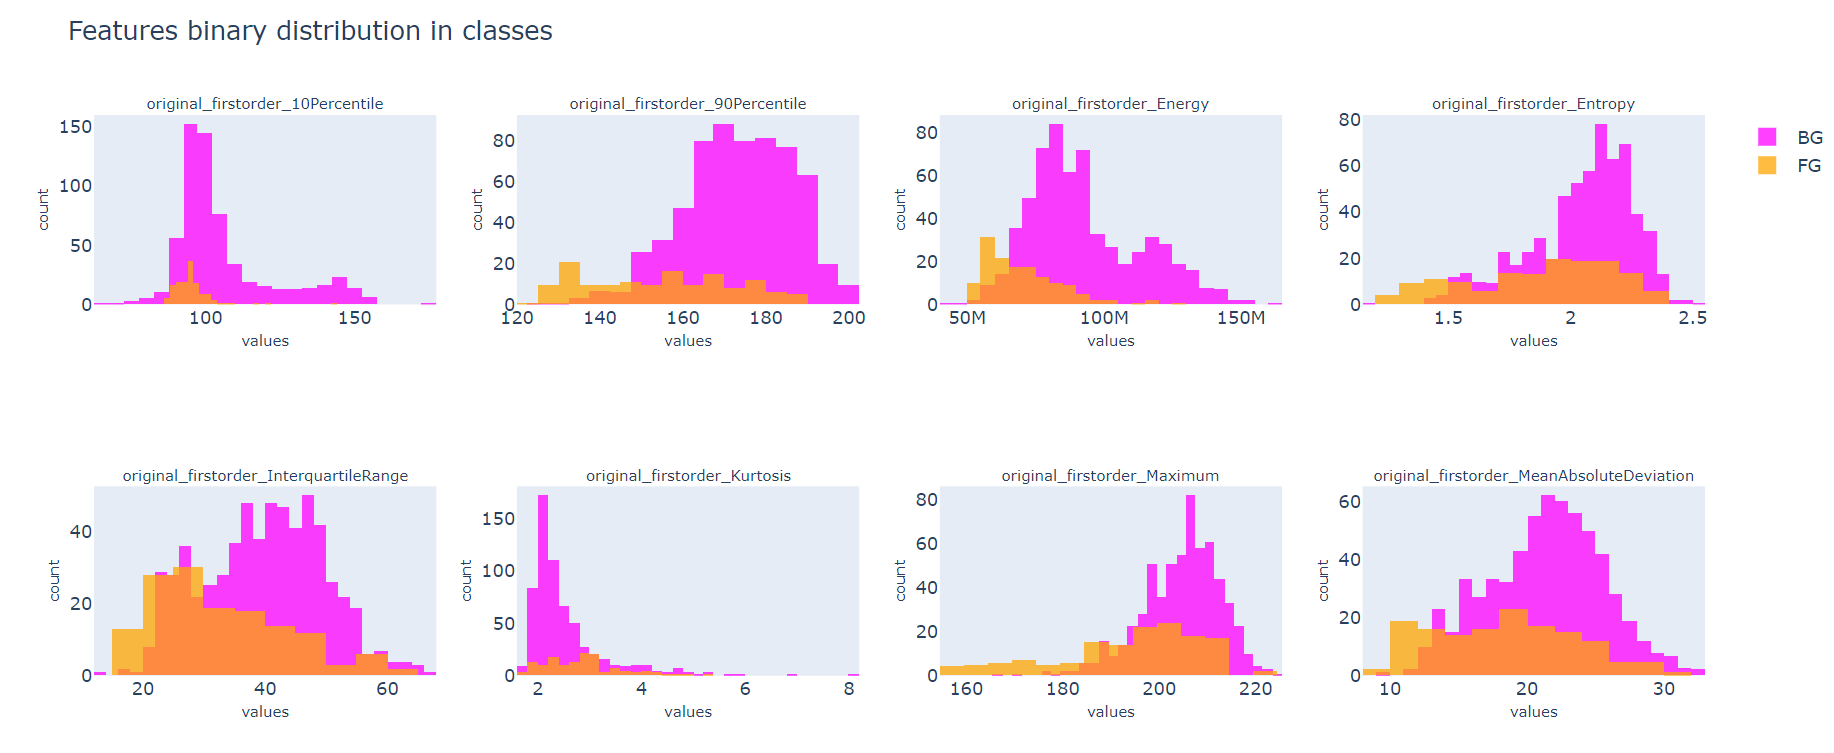 Features binary distribution in classes
original_firstorder_10Percentile
original_firstorder_90Percentile
original_firstorder_Energy
original_firstorder_Entropy
BG
FG
count
150
100
50
0
100
150
values
count
80
60
40
20
0
120
140
160
180
200
values
count
80
60
40
20
0
50M
100M
150M
values
count
80
60
40
20
0
1.5
2
2.5
values
original_firstorder_InterquartileRange
original_firstorder_Kurtosis
original_firstorder_Maximum
original_firstorder_MeanAbsoluteDeviation
count
40
20
0
20
40
60
values
count
150
100
50
0
2
4
6
8
values
count
80
60
40
20
0
160
180
200
220
values
count
60
40
20
0
10
20
30
values